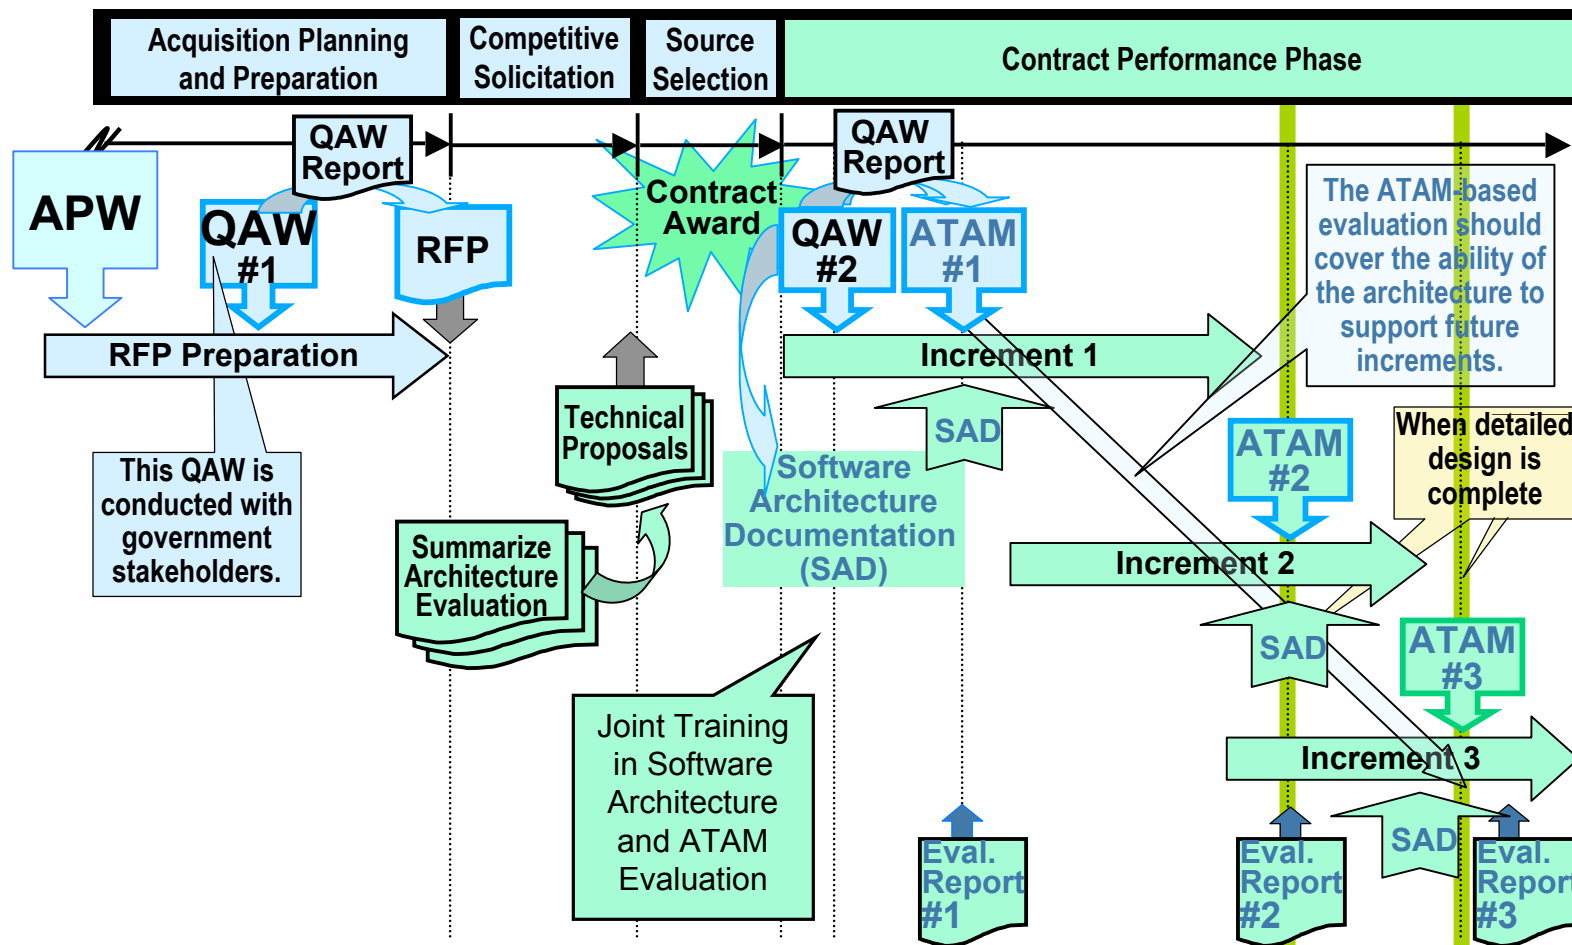 Acquisition Planning
and Preparation
Competitive
Solicitation
Source
Selection
Contract Performance Phase
QAW
Report
QAW
Report
APW
QAW
#1
RFP
Contract
Award
QAW
#2
ATAM
#1
The ATAM-based
evaluation should
cover the ability of
the architecture to
support future
increments.
RFP Preparation
Increment 1
This QAW is
conducted with
government
stakeholders.
Technical
Proposals
SAD
Software
Architecture
Documentation
(SAD)
ATAM
#2
When detailed
design is
complete
Summarize
Architecture
Evaluation
Increment 2
SAD
ATAM
#3
Joint Training
in Software
Architecture
and ATAM
Evaluation
Increment 3
SAD
Eval.
Report
#1
Eval.
Report
#2
Eval.
Report
#3